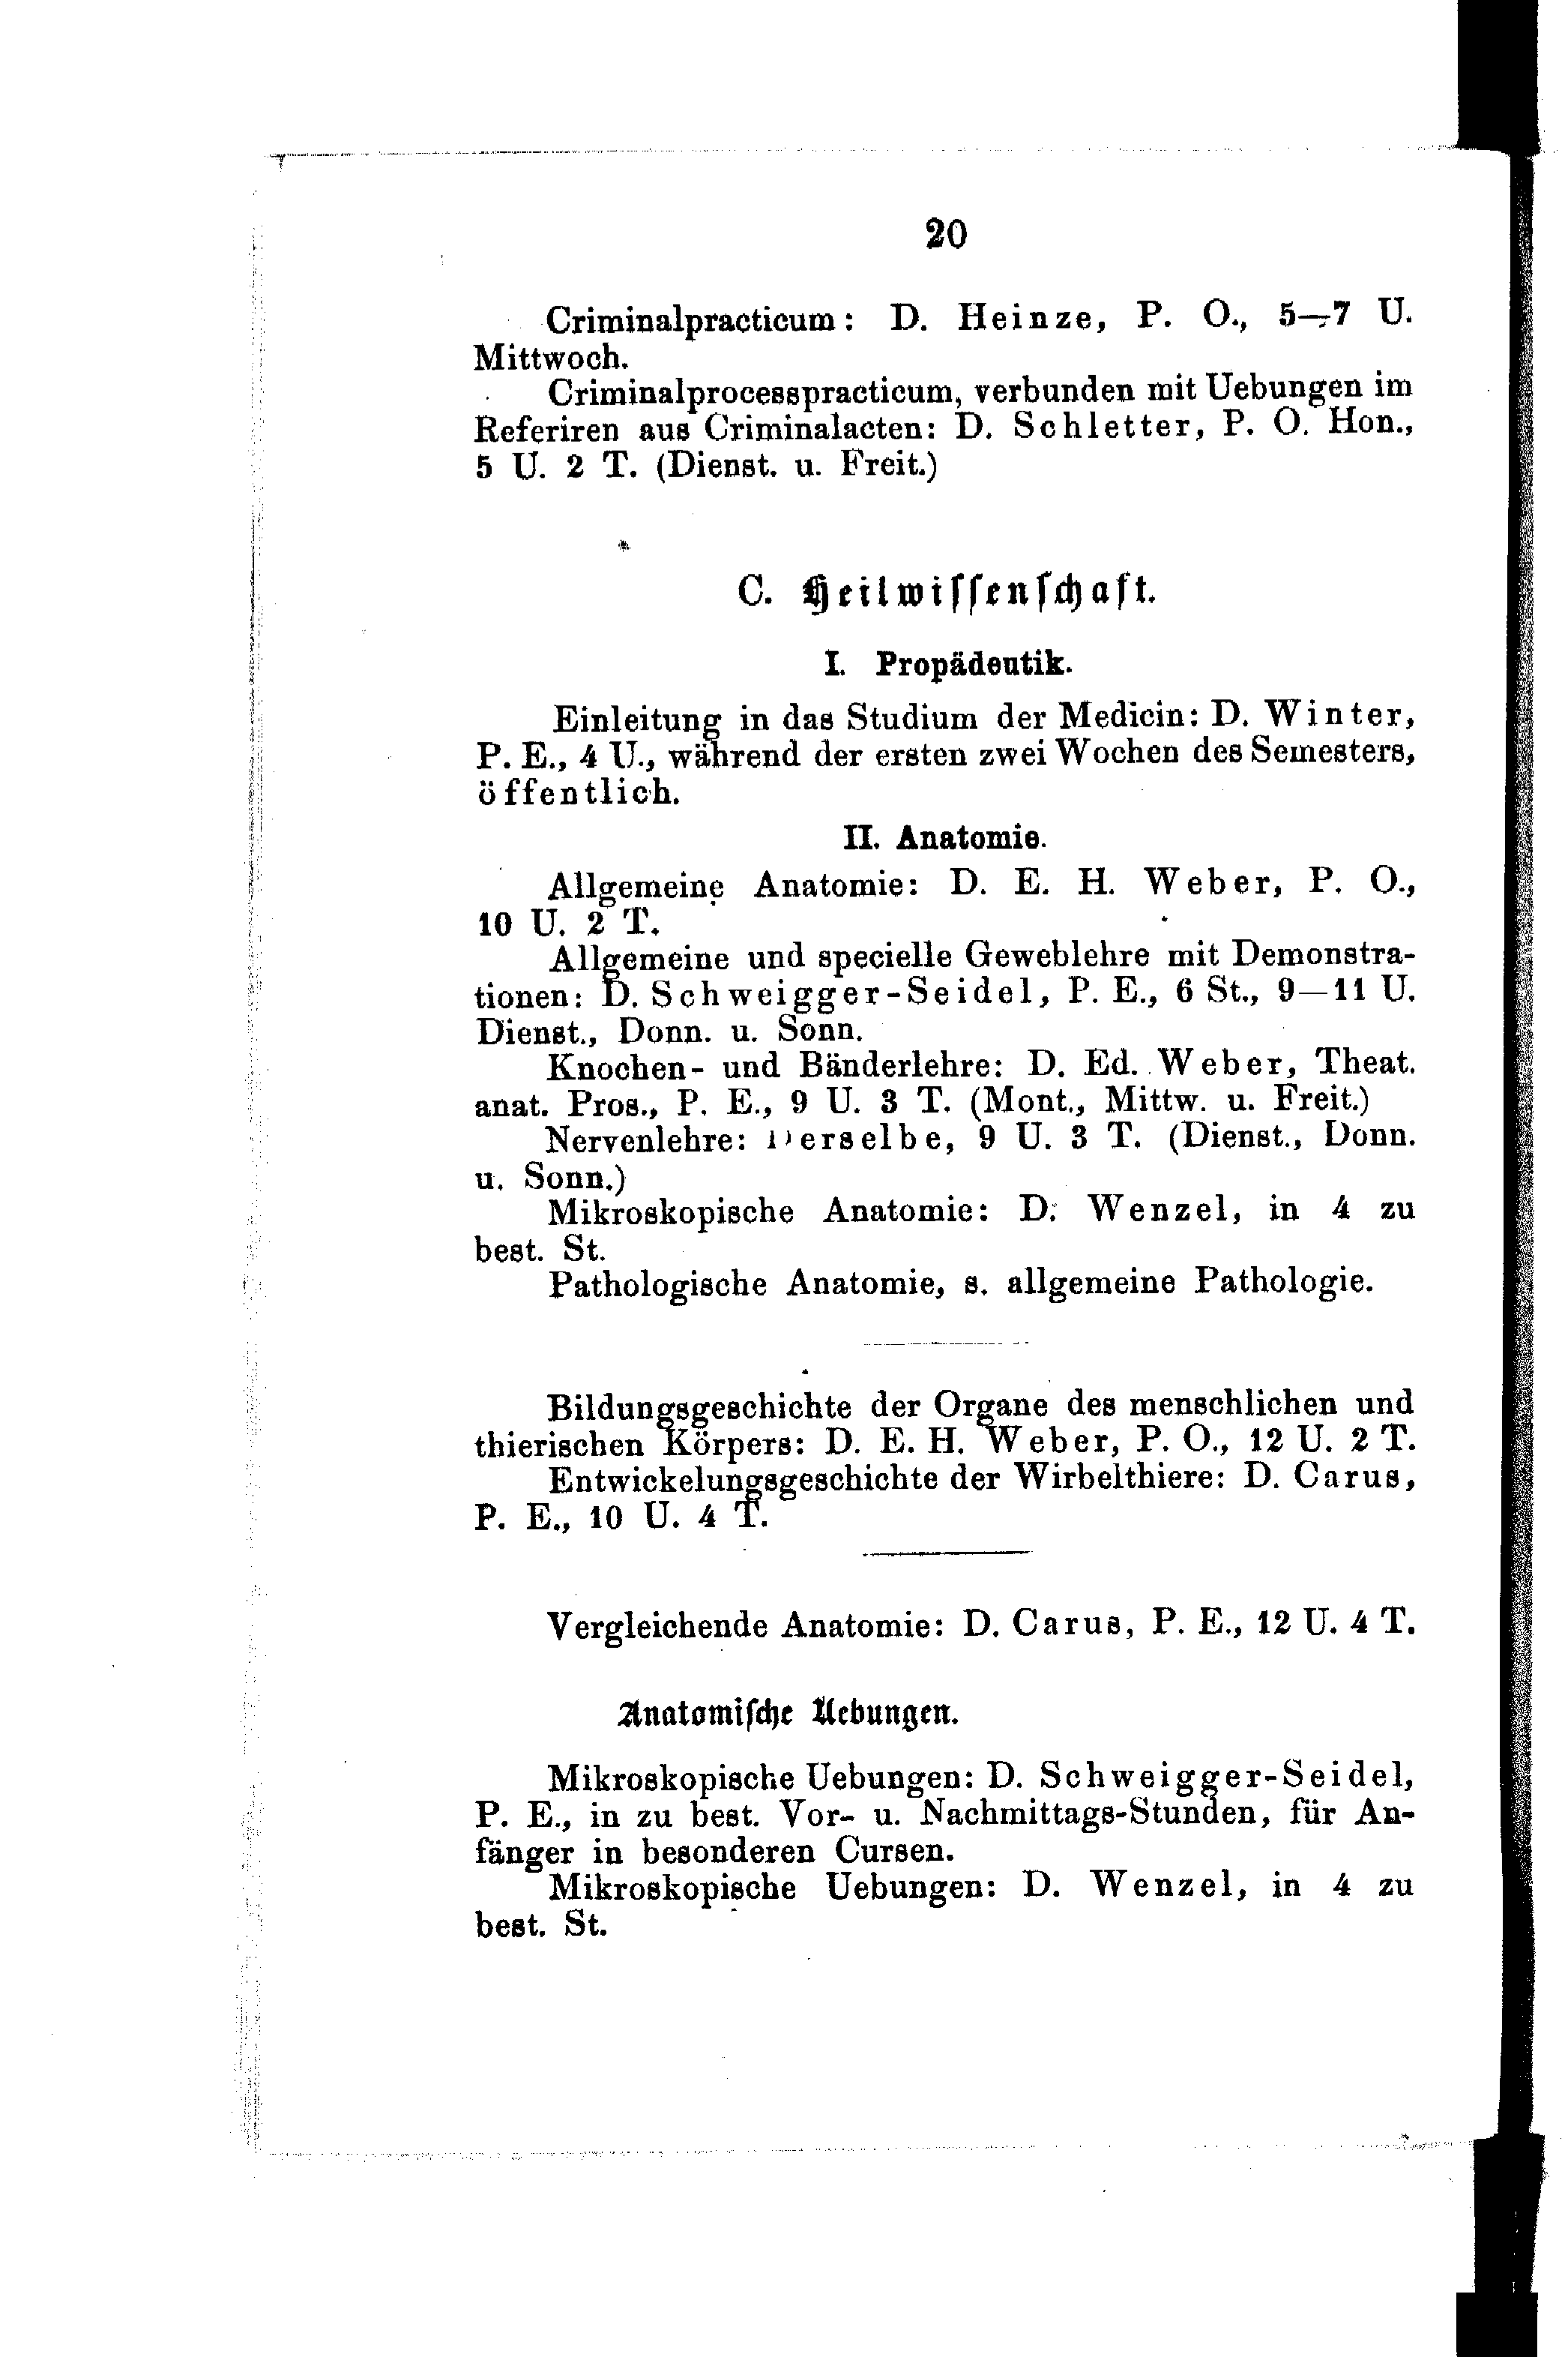 20
Criminalpracticum: D. Heinze, P. O., 5—7 U.
Mittwoch.
Criminalprocesspracticum, verbunden mit Uebungen im
Referiren aus Criminalacten: D. Schletter, P. O. Hon.,
5 U. 2 T. (Dienst. u. Freit.)
C. Heilwiſſenſchaft.
I. Propädeutik.
Einleitung in das Studium der Medicin: D. Winter,
P. E., 4 U., während der ersten zwei Wochen des Semesters,
öffentlich.
II. Anatomie.
Allgemeine Anatomie: D. E. H. Weber, P. O.,
10 U. 2 T.
Allgemeine und specielle Geweblehre mit Demonstra-
tionen: D. Schweigger-Seidel, P. E., 6 St., 9—11 U.
Dienst., Donn. u. Sonn.
Knochen- und Bänderlehre: D. Ed. Weber, Theat.
anat. Pros., P. E., 9 U. 3 T. (Mont., Mittw. u. Freit.)
Nervenlehre: Derselbe, 9 U. 3 T. (Dienst., Donn.
u. Sonn.)
Mikroskopische Anatomie: D. Wenzel, in 4 zu
best. St.
Pathologische Anatomie, s. allgemeine Pathologie.
Bildungsgeschichte der Organe des menschlichen und
thierischen Körpers: D. E. H. Weber, P. O., 12 U. 2 T.
Entwickelungsgeschichte der Wirbelthiere: D. Carus,
P. E., 10 U. 4 T.
Vergleichende Anatomie: D. Carus, P. E., 12 U. 4 T.
Anatomiſche Uebungen.
Mikroskopische Uebungen: D. Schweigger-Seidel,
P. E., in zu best. Vor- u. Nachmittags-Stunden, für An-
fänger in besonderen Cursen.
Mikroskopische Uebungen: D. Wenzel, in 4 zu
best. St.